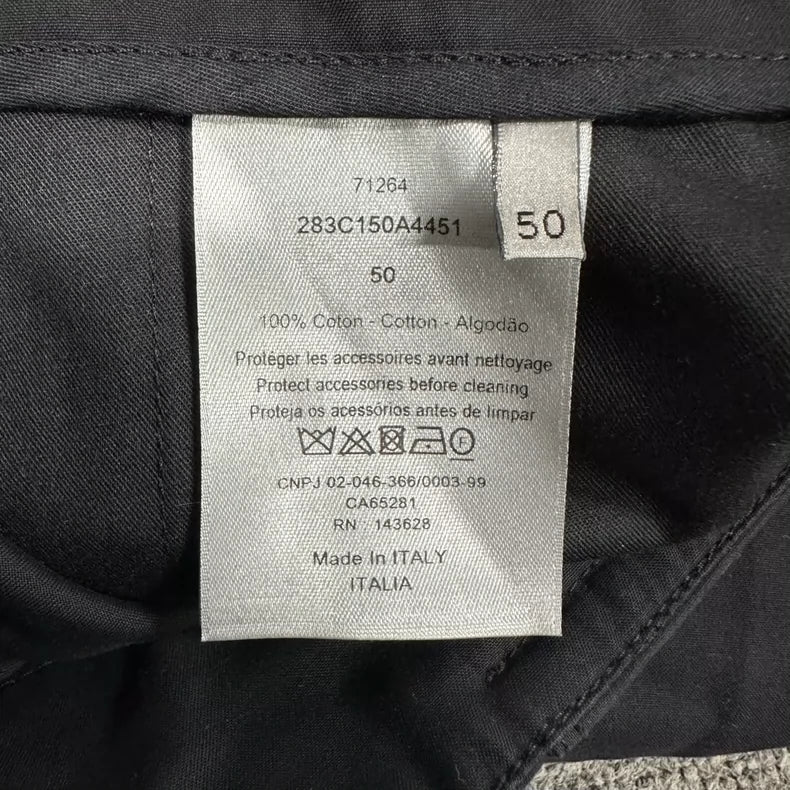 71264
283C150A4451
50
50
100% Coton - Cotton - Algodão
Protéger les accessoires avant nettoyage
Protect accessories before cleaning
Proteja os acessórios antes de limpar
F
CNPJ 02-046-366/0003-99
CA65281
RN : 143628
Made In ITALY
ITALIA